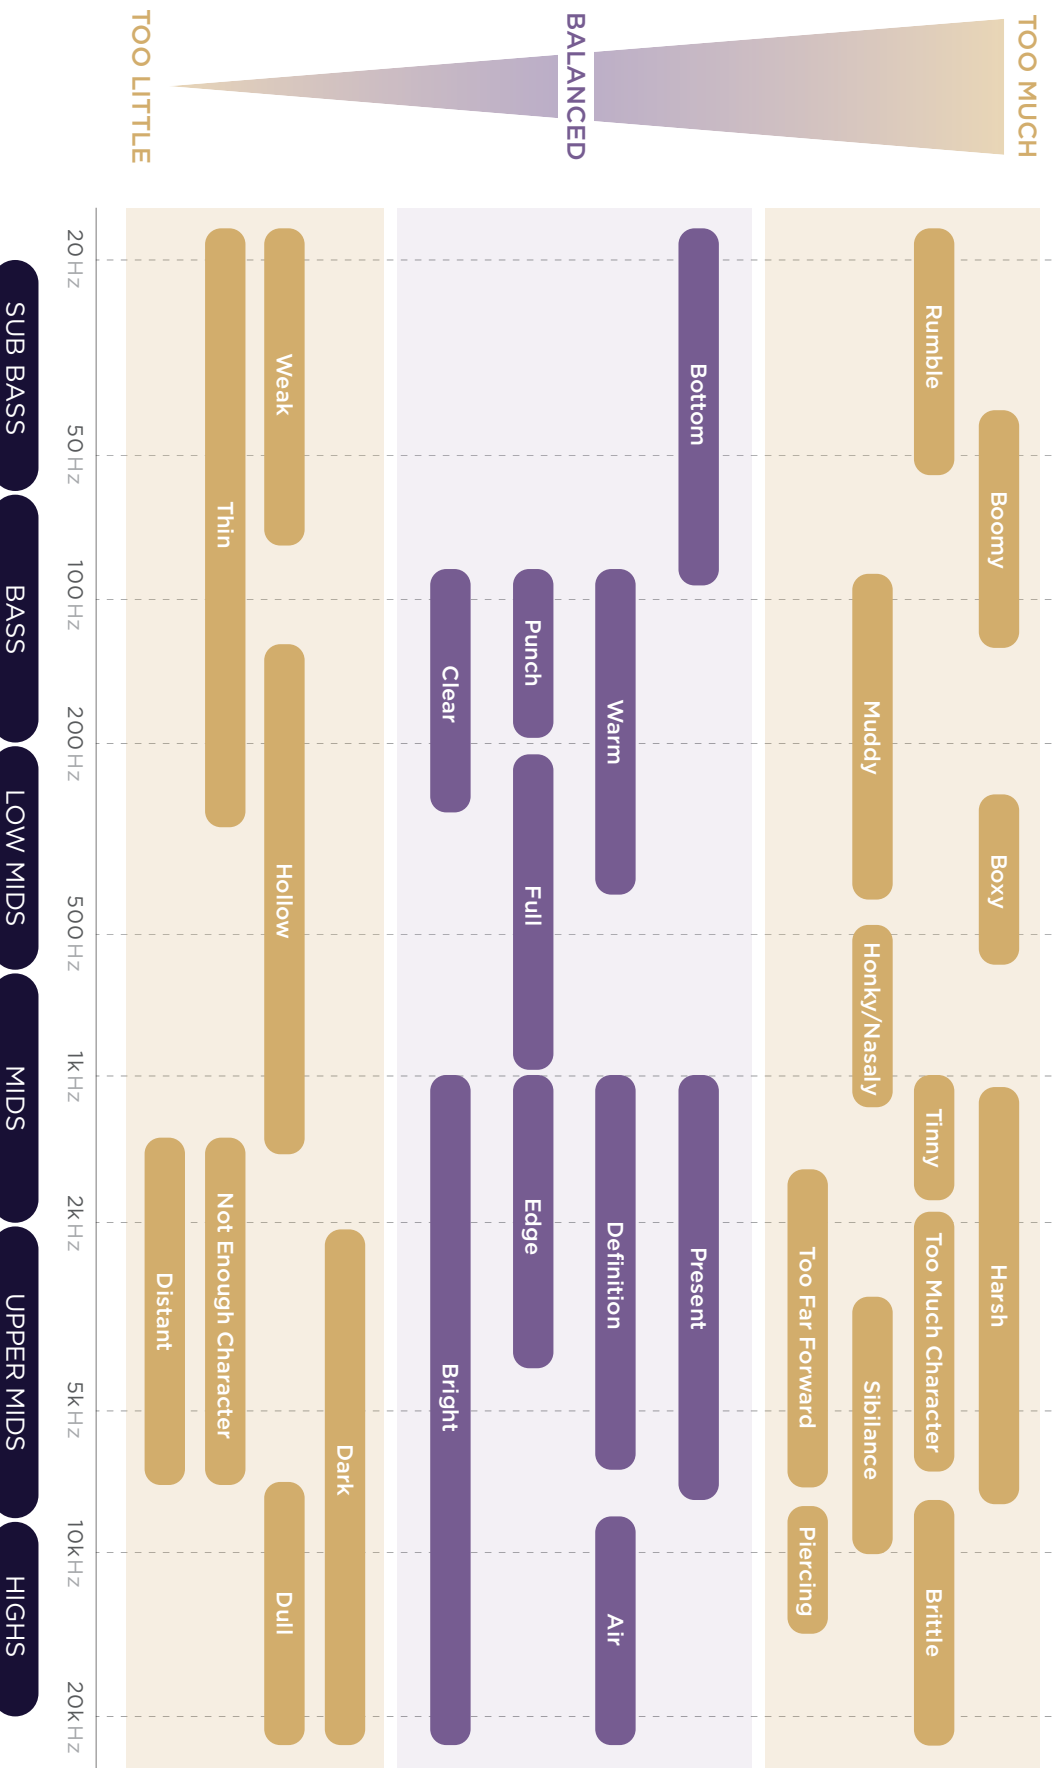 TOO MUCH
BALANCED
TOO LITTLE
Boomy
Boxy
Harsh
Rumble
Tinny
Too Much Character
Brittle
Muddy
Honky/Nasaly
Sibilance
Too Far Forward
Piercing
Bottom
Present
Warm
Definition
Air
Punch
Full
Edge
Clear
Bright
Dark
Weak
Hollow
Dull
Thin
Not Enough Character
Distant
20Hz
50Hz
100Hz
200Hz
500Hz
1kHz
2kHz
5kHz
10kHz
20kHz
SUB BASS
BASS
LOW MIDS
MIDS
UPPER MIDS
HIGHS